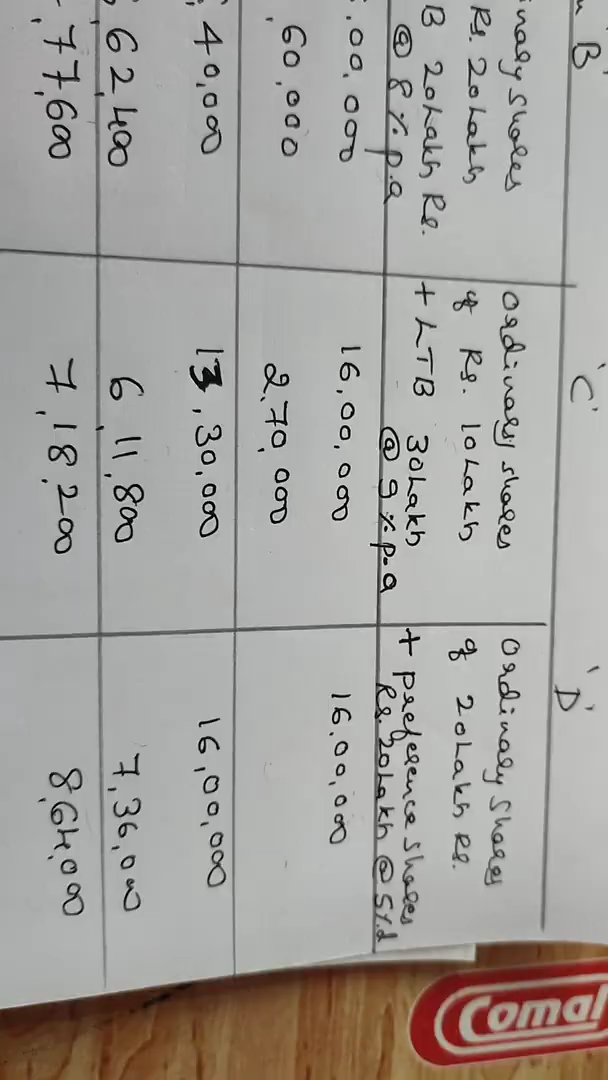 'B'
inary shares
Rs. 20 Lakh
B 20 Lakh Rs.
@ 8 % p.a
.00,000
,60,000
,40,000
,62,400
,77,600
'C'
ordinary shares
of Rs. 10 Lakh
+ LTB 30 Lakh
@ 9 % p.a
16,00,000
2,70,000
13,30,000
6,11,800
7,18,200
'D'
ordinary shares
of 20 Lakh Rs.
+ preference shares
Rs. 20 Lakh @ 5%
16.00,000
16,00,000
7,36,000
8,64,000
Comal